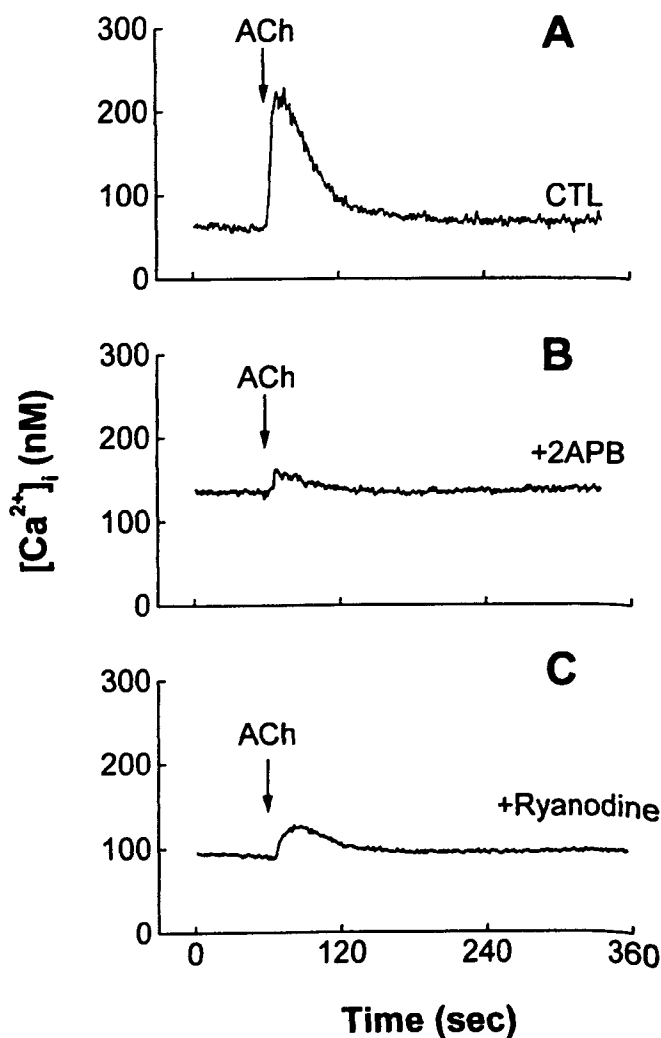 300
ACh
A
200
100
CTL
0
300
ACh
B
200
+2APB
100
0
[Ca²⁺]ᵢ (nM)
300
C
ACh
200
+Ryanodine
100
0
0 120 240 360
Time (sec)